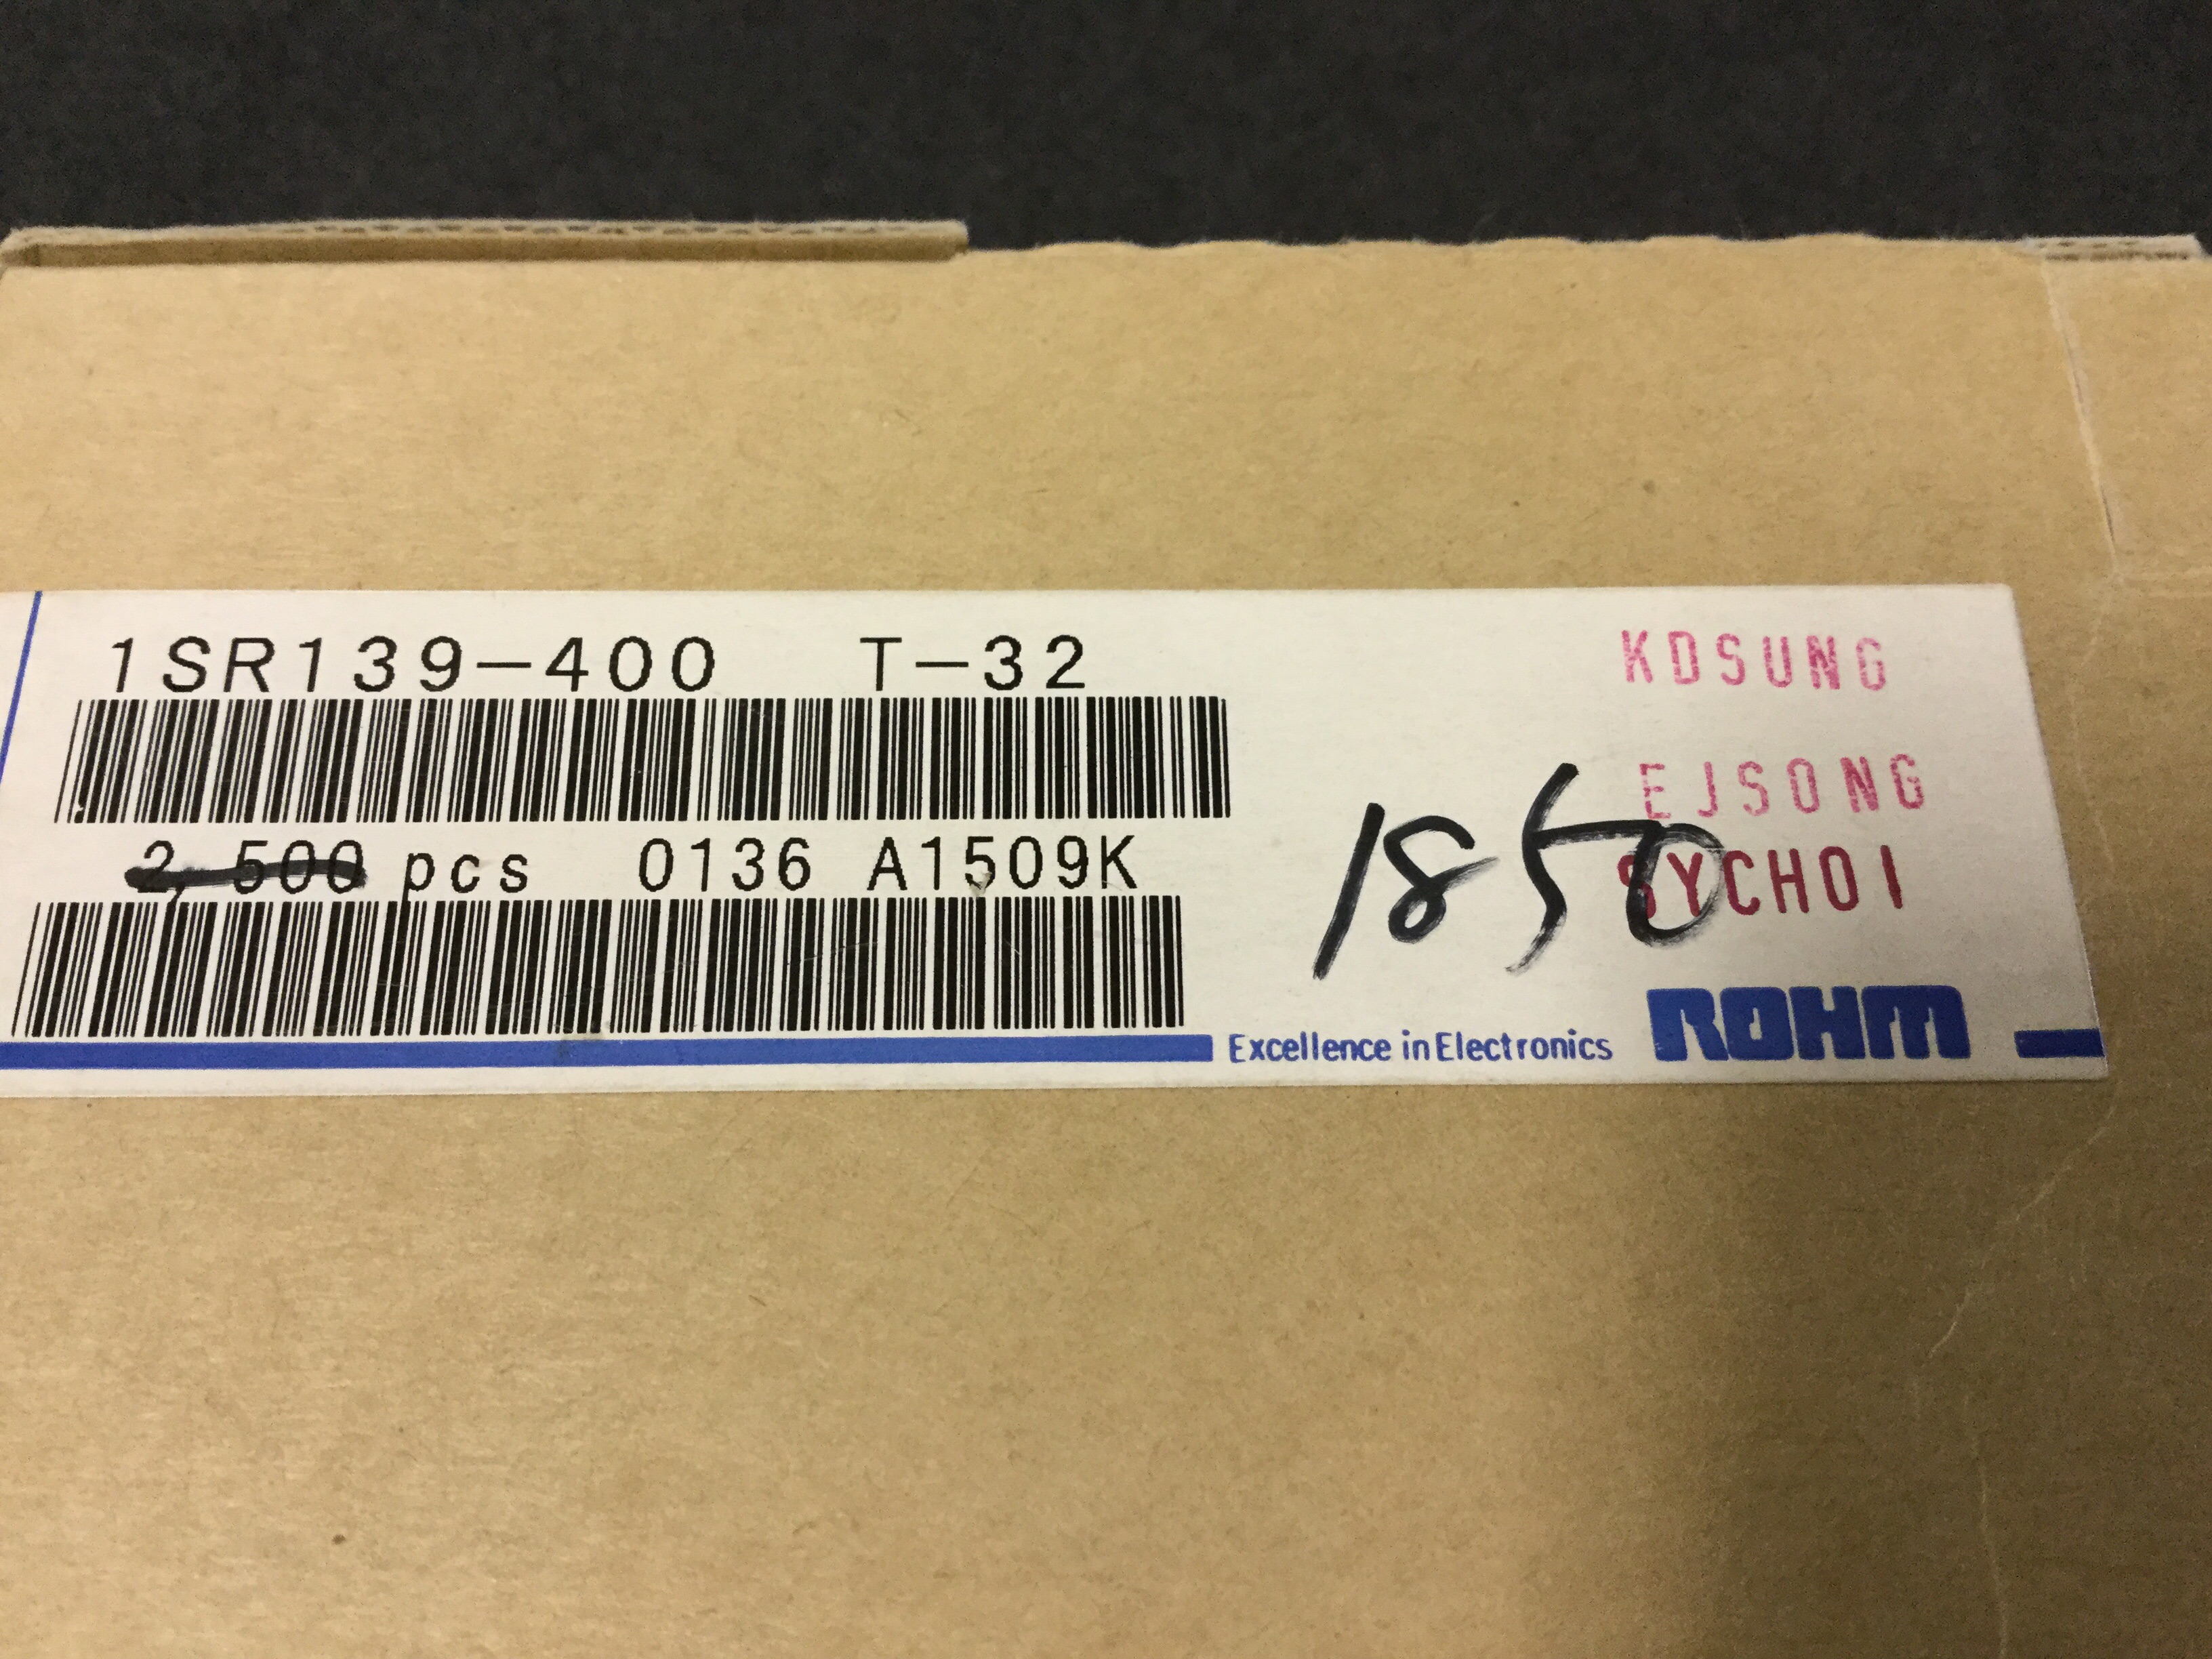 1SR139-400 T-32
KDSUNG
EJSONG
2,500 pcs 0136 A1509K
1850
SYCHOI
Excellence in Electronics ROHM